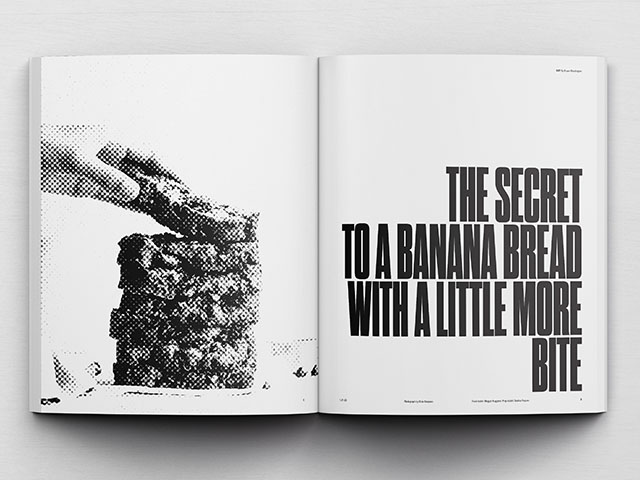 THE SECRET
TO A BANANA BREAD
WITH A LITTLE MORE
BITE